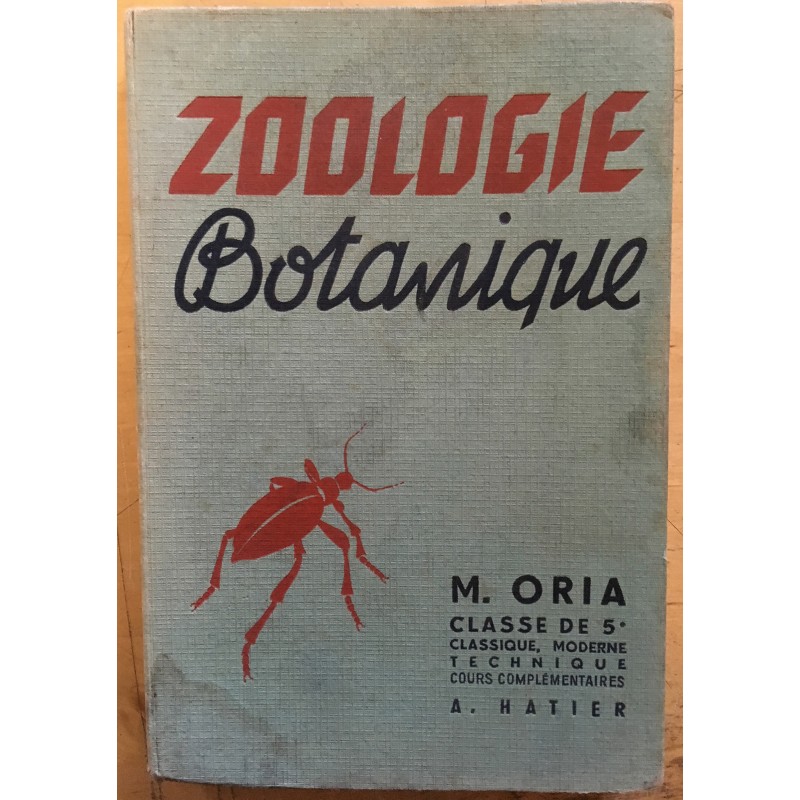 ZOOLOGIE
Botanique
M. ORIA
CLASSE DE 5e
CLASSIQUE, MODERNE
TECHNIQUE
COURS COMPLÉMENTAIRES
A. HATIER